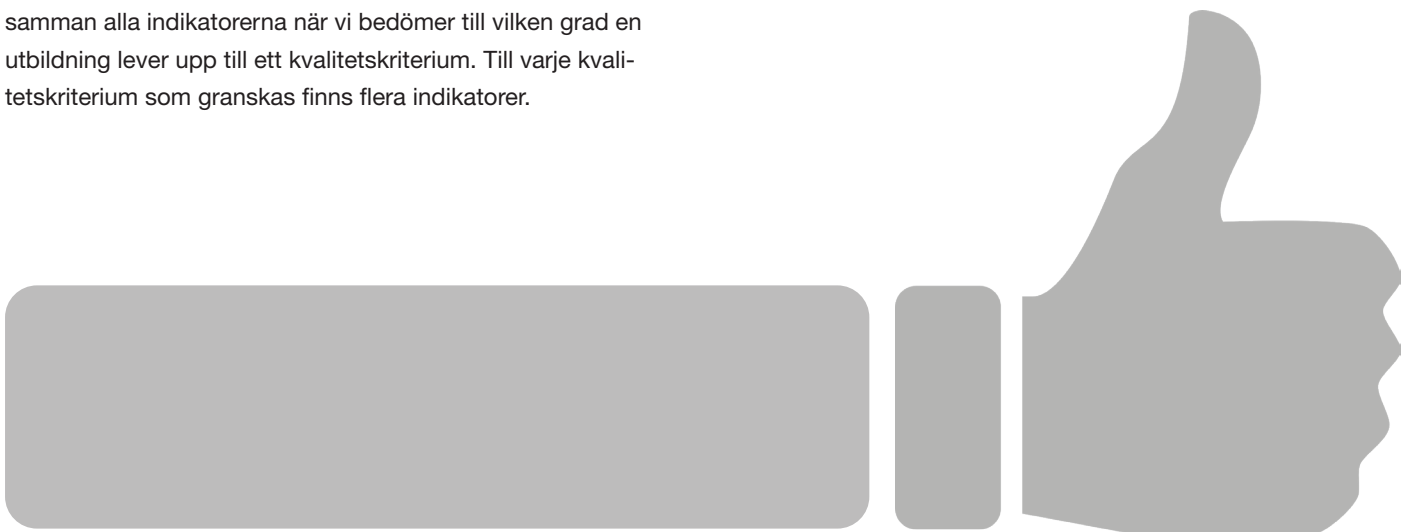 samman alla indikatorerna när vi bedömer till vilken grad en
utbildning lever upp till ett kvalitetskriterium. Till varje kvali-
tetskriterium som granskas finns flera indikatorer.